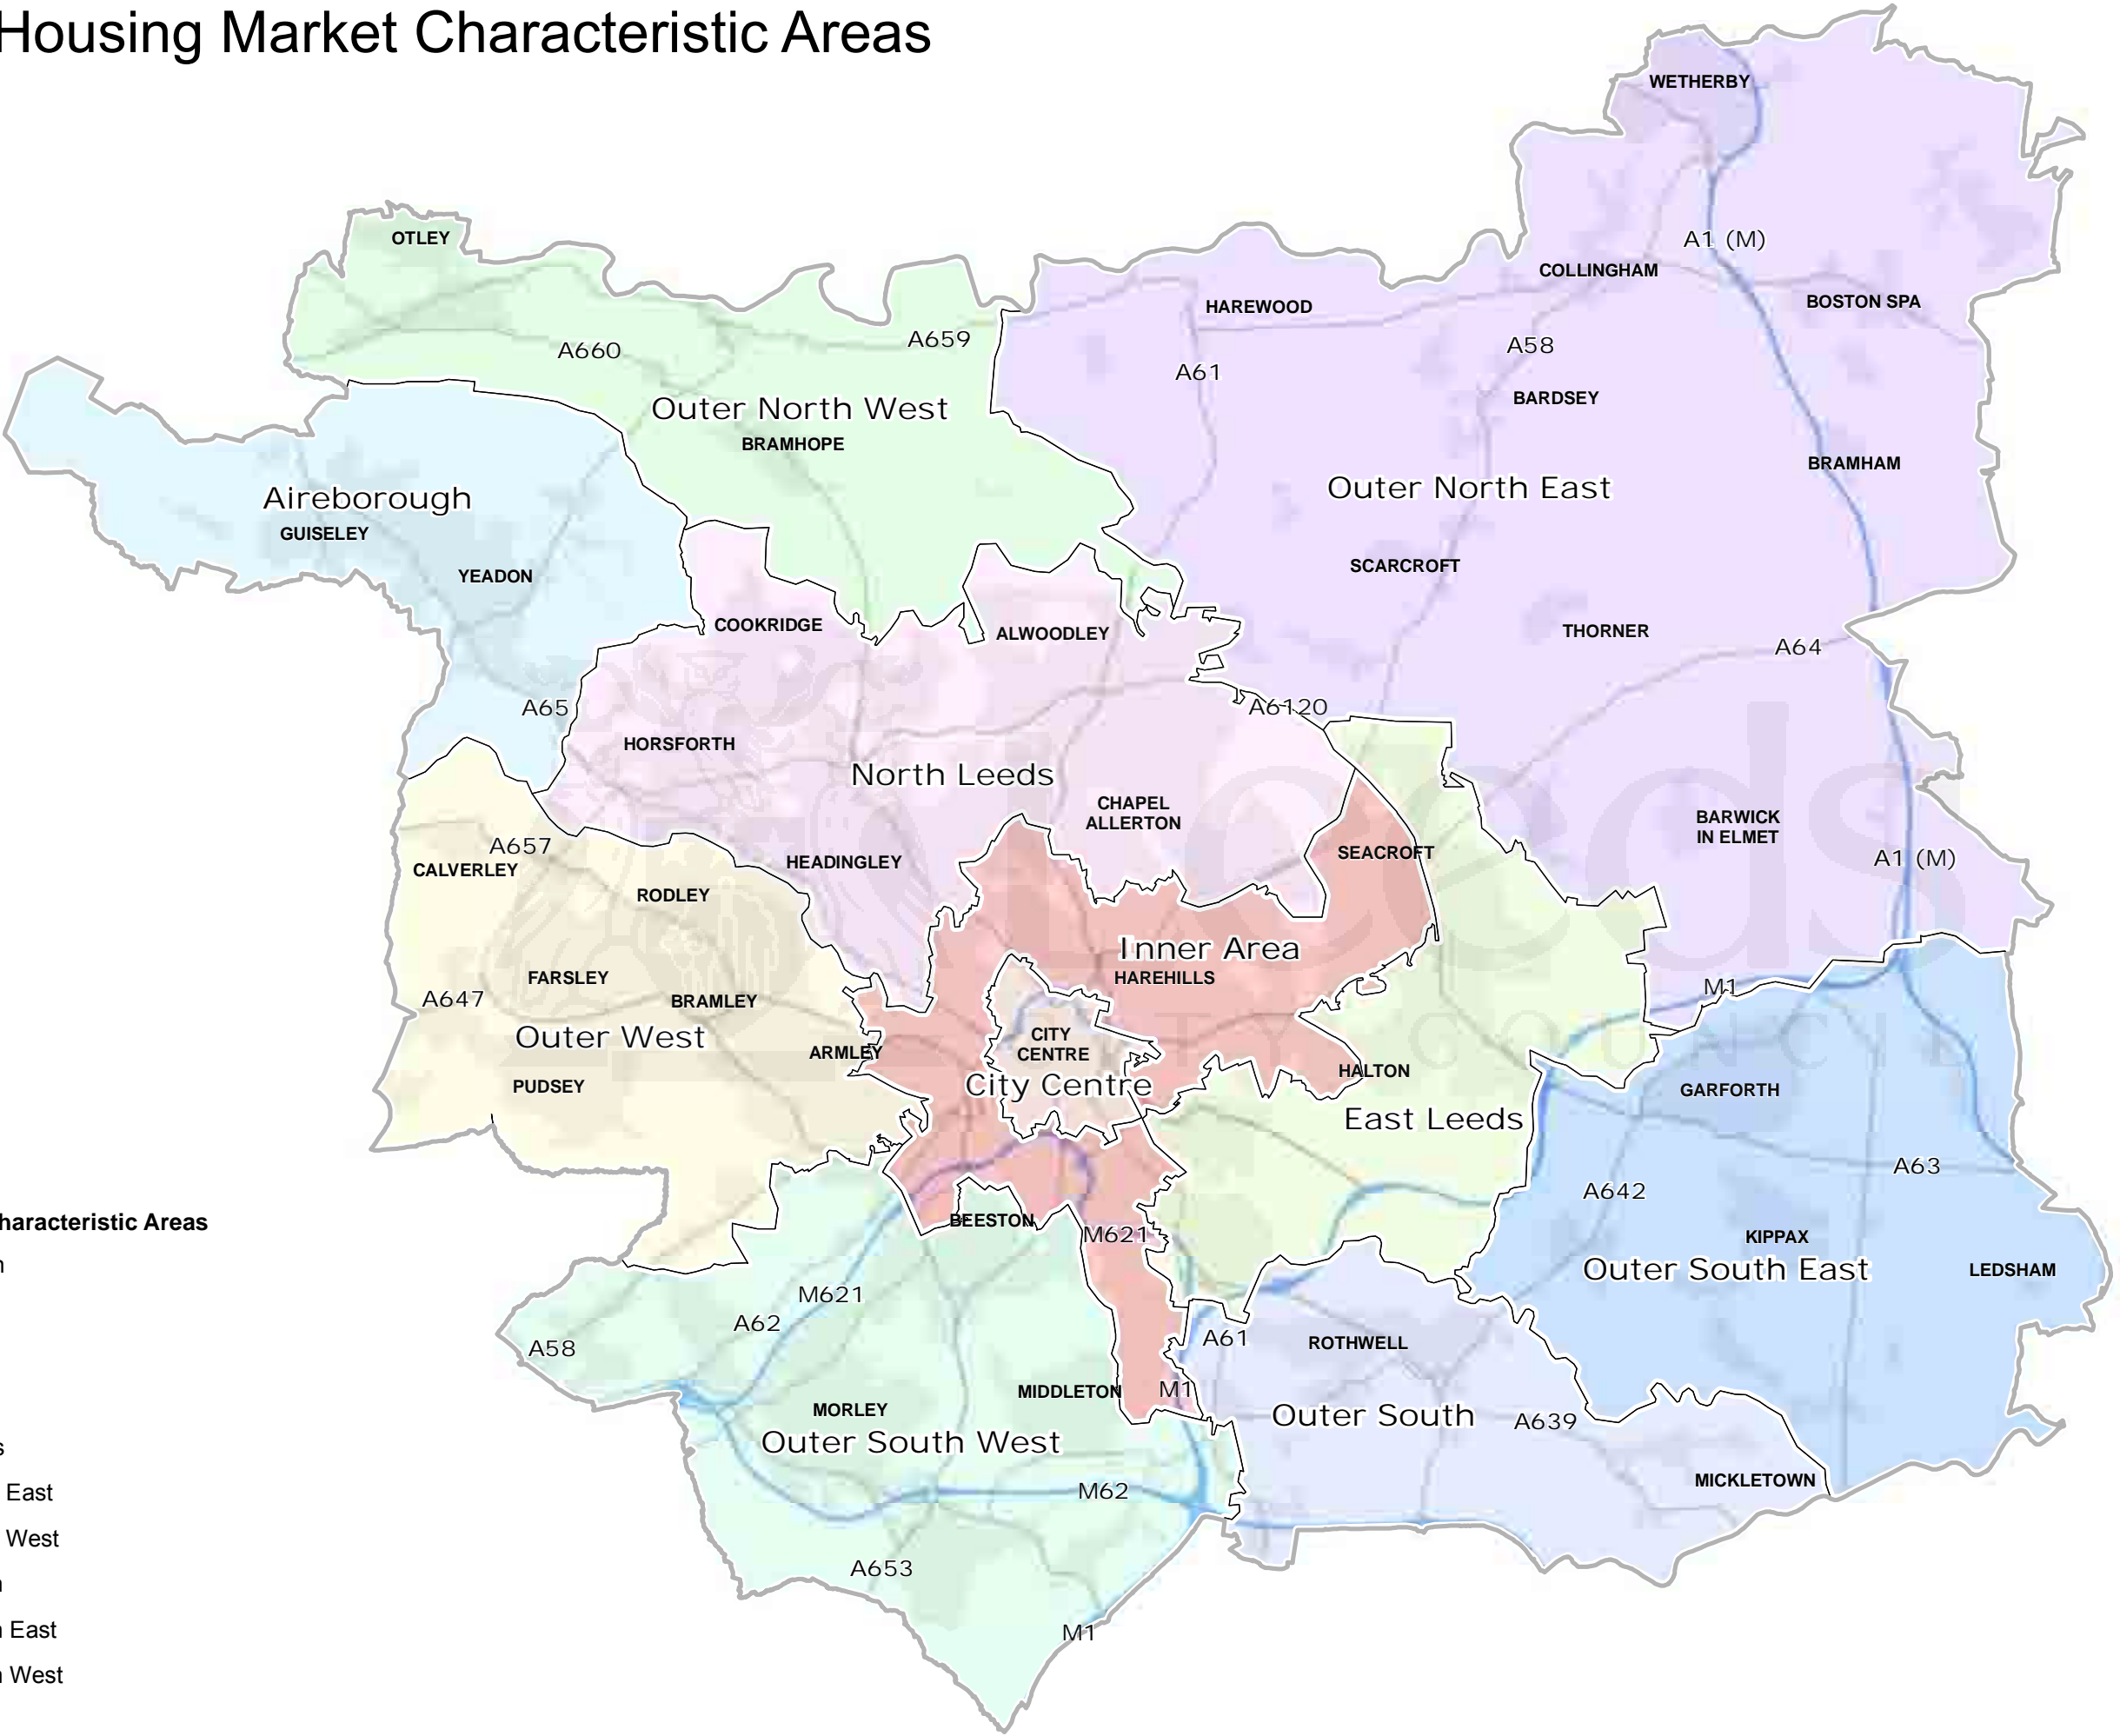 Housing Market Characteristic Areas
WETHERBY
OTLEY
A1 (M)
COLLINGHAM
BOSTON SPA
HAREWOOD
A659
A58
A660
A61
BARDSEY
Outer North West
BRAMHOPE
BRAMHAM
Outer North East
Aireborough
GUISELEY
SCARCROFT
YEADON
COOKRIDGE
ALWOODLEY
THORNER
A64
A65
A6120
HORSFORTH
North Leeds
CHAPEL
ALLERTON
BARWICK
IN ELMET
A657
SEACROFT
A1 (M)
HEADINGLEY
CALVERLEY
RODLEY
Leeds
Inner Area
HAREHILLS
FARSLEY
M1
A647
BRAMLEY
Outer West
CITY
CENTRE
CITY COUNCIL
ARMLEY
HALTON
City Centre
PUDSEY
GARFORTH
East Leeds
A63
A642
haracteristic Areas
BEESTON
M621
KIPPAX
Outer South East
LEDSHAM
n
M621
A62
A61
ROTHWELL
A58
MIDDLETON
M1
MORLEY
Outer South
A639
Outer South West
s
MICKLETOWN
M62
East
West
A653
n
n East
M1
n West